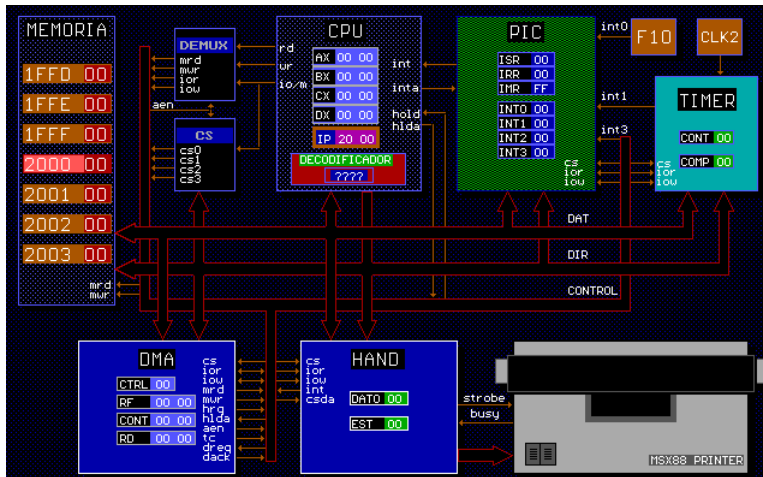 MEMORIA
1FFD 00
1FFE 00
1FFF 00
2000 00
2001 00
2002 00
2003 00
mrd
mwr
DEMUX
mrd
mwr
ior
iow
aen
CS
cs0
cs1
cs2
cs3
CPU
rd
wr
io/m
AX 00 00
BX 00 00
CX 00 00
DX 00 00
IP 20 00
DECODIFICADOR
????
int
inta
hold
hlda
PIC
ISR 00
IRR 00
IMR FF
INT0 00
INT1 00
INT2 00
INT3 00
int0
int1
int3
cs
ior
iow
F10
CLK2
TIMER
CONT 00
COMP 00
cs
ior
iow
DAT
DIR
CONTROL
DMA
CTRL 00
RF 00 00
CONT 00 00
RD 00 00
cs
ior
iow
mrd
mwr
hrq
hlda
aen
tc
dreq
dack
HAND
cs
ior
iow
int
csda
DATO 00
EST 00
strobe
busy
MSX88 PRINTER